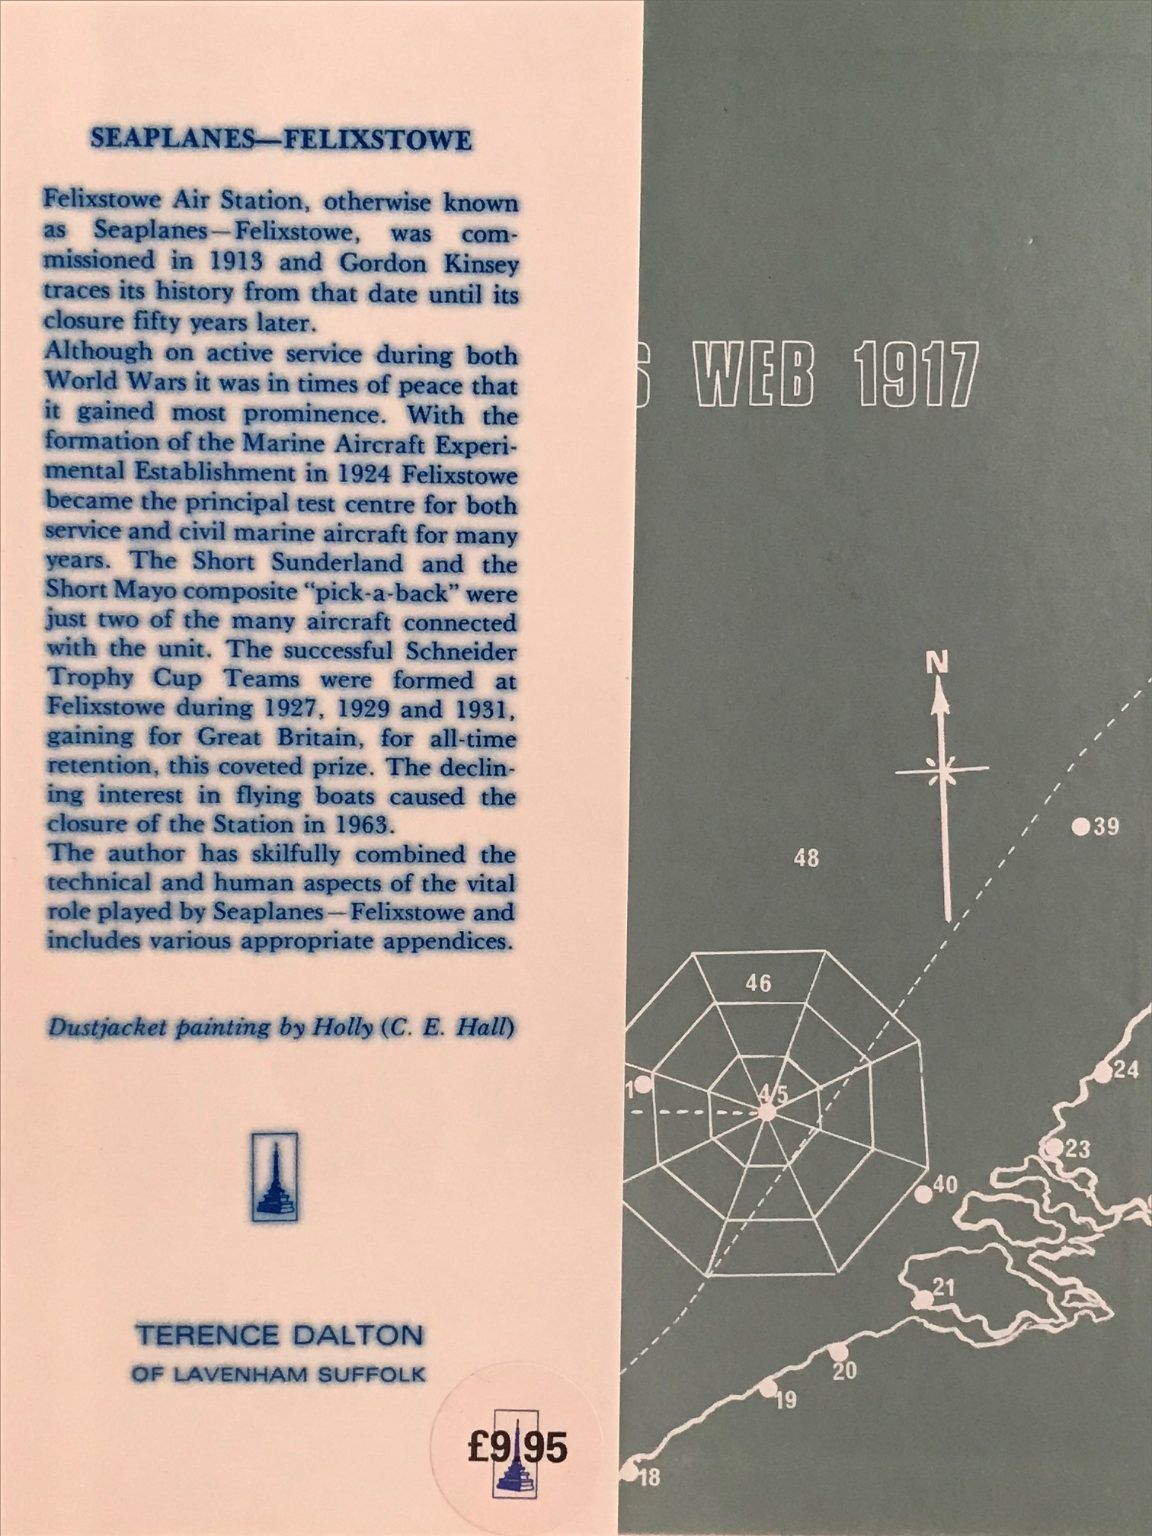 SEAPLANES—FELIXSTOWE
Felixstowe Air Station, otherwise known
as Seaplanes—Felixstowe, was com-
missioned in 1913 and Gordon Kinsey
traces its history from that date until its
closure fifty years later.
Although on active service during both
World Wars it was in times of peace that
it gained most prominence. With the
formation of the Marine Aircraft Experi-
mental Establishment in 1924 Felixstowe
became the principal test centre for both
service and civil marine aircraft for many
years. The Short Sunderland and the
Short Mayo composite “pick-a-back” were
just two of the many aircraft connected
with the unit. The successful Schneider
Trophy Cup Teams were formed at
Felixstowe during 1927, 1929 and 1931,
gaining for Great Britain, for all-time
retention, this coveted prize. The declin-
ing interest in flying boats caused the
closure of the Station in 1963.
The author has skilfully combined the
technical and human aspects of the vital
role played by Seaplanes—Felixstowe and
includes various appropriate appendices.
Dustjacket painting by Holly (C. E. Hall)
TERENCE DALTON
OF LAVENHAM SUFFOLK
£9.95
S WEB 1917
N
39
48
46
24
1
45
23
40
21
20
19
18